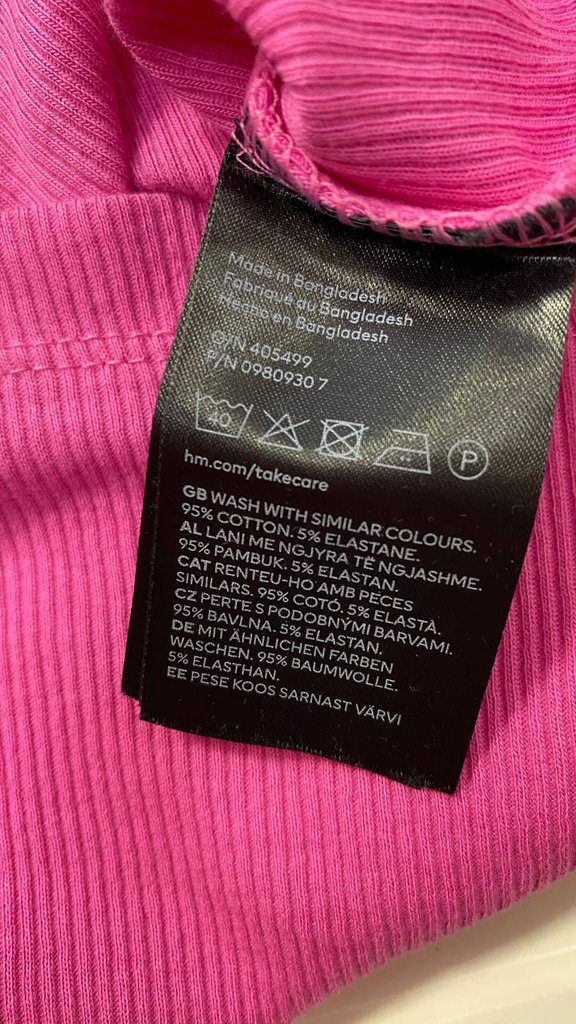 Made in Bangladesh
Fabriqué au Bangladesh
Hecho en Bangladesh
O/N 405499
P/N 0980930 7
40 P
hm.com/takecare
GB WASH WITH SIMILAR COLOURS.
95% COTTON. 5% ELASTANE.
AL LANI ME NGJYRA TË NGJASHME.
95% PAMBUK. 5% ELASTAN.
CAT RENTEU-HO AMB PECES
SIMILARS. 95% COTÓ. 5% ELASTÀ.
CZ PERTE S PODOBNÝMI BARVAMI.
95% BAVLNA. 5% ELASTAN.
DE MIT ÄHNLICHEN FARBEN
WASCHEN. 95% BAUMWOLLE.
5% ELASTHAN.
EE PESE KOOS SARNAST VÄRVI